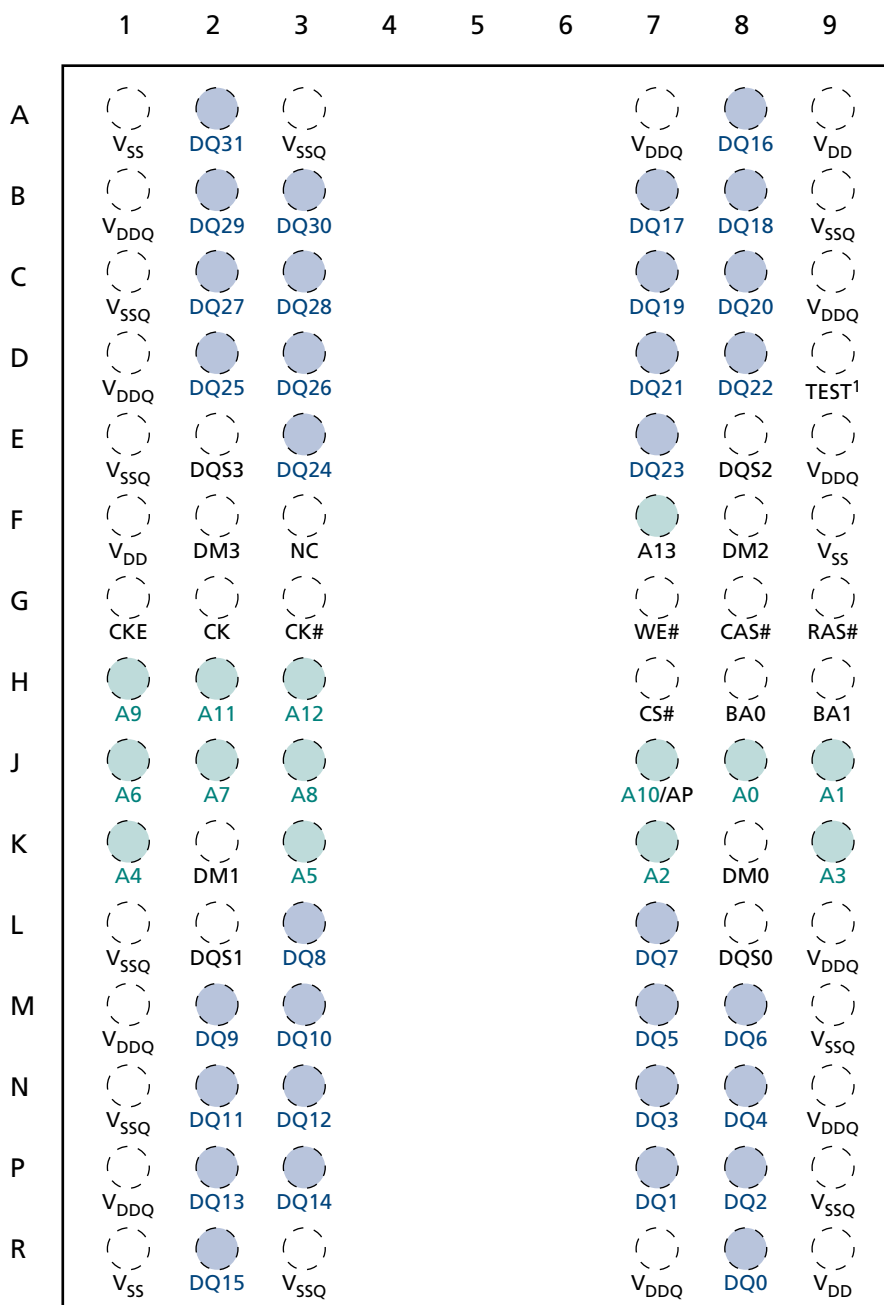 1 2 3 4 5 6 7 8 9
A
VSS DQ31 VSSQ VDDQ DQ16 VDD
B
VDDQ DQ29 DQ30 DQ17 DQ18 VSSQ
C
VSSQ DQ27 DQ28 DQ19 DQ20 VDDQ
D
VDDQ DQ25 DQ26 DQ21 DQ22 TEST1
E
VSSQ DQS3 DQ24 DQ23 DQS2 VDDQ
F
VDD DM3 NC A13 DM2 VSS
G
CKE CK CK# WE# CAS# RAS#
H
A9 A11 A12 CS# BA0 BA1
J
A6 A7 A8 A10/AP A0 A1
K
A4 DM1 A5 A2 DM0 A3
L
VSSQ DQS1 DQ8 DQ7 DQS0 VDDQ
M
VDDQ DQ9 DQ10 DQ5 DQ6 VSSQ
N
VSSQ DQ11 DQ12 DQ3 DQ4 VDDQ
P
VDDQ DQ13 DQ14 DQ1 DQ2 VSSQ
R
VSS DQ15 VSSQ VDDQ DQ0 VDD